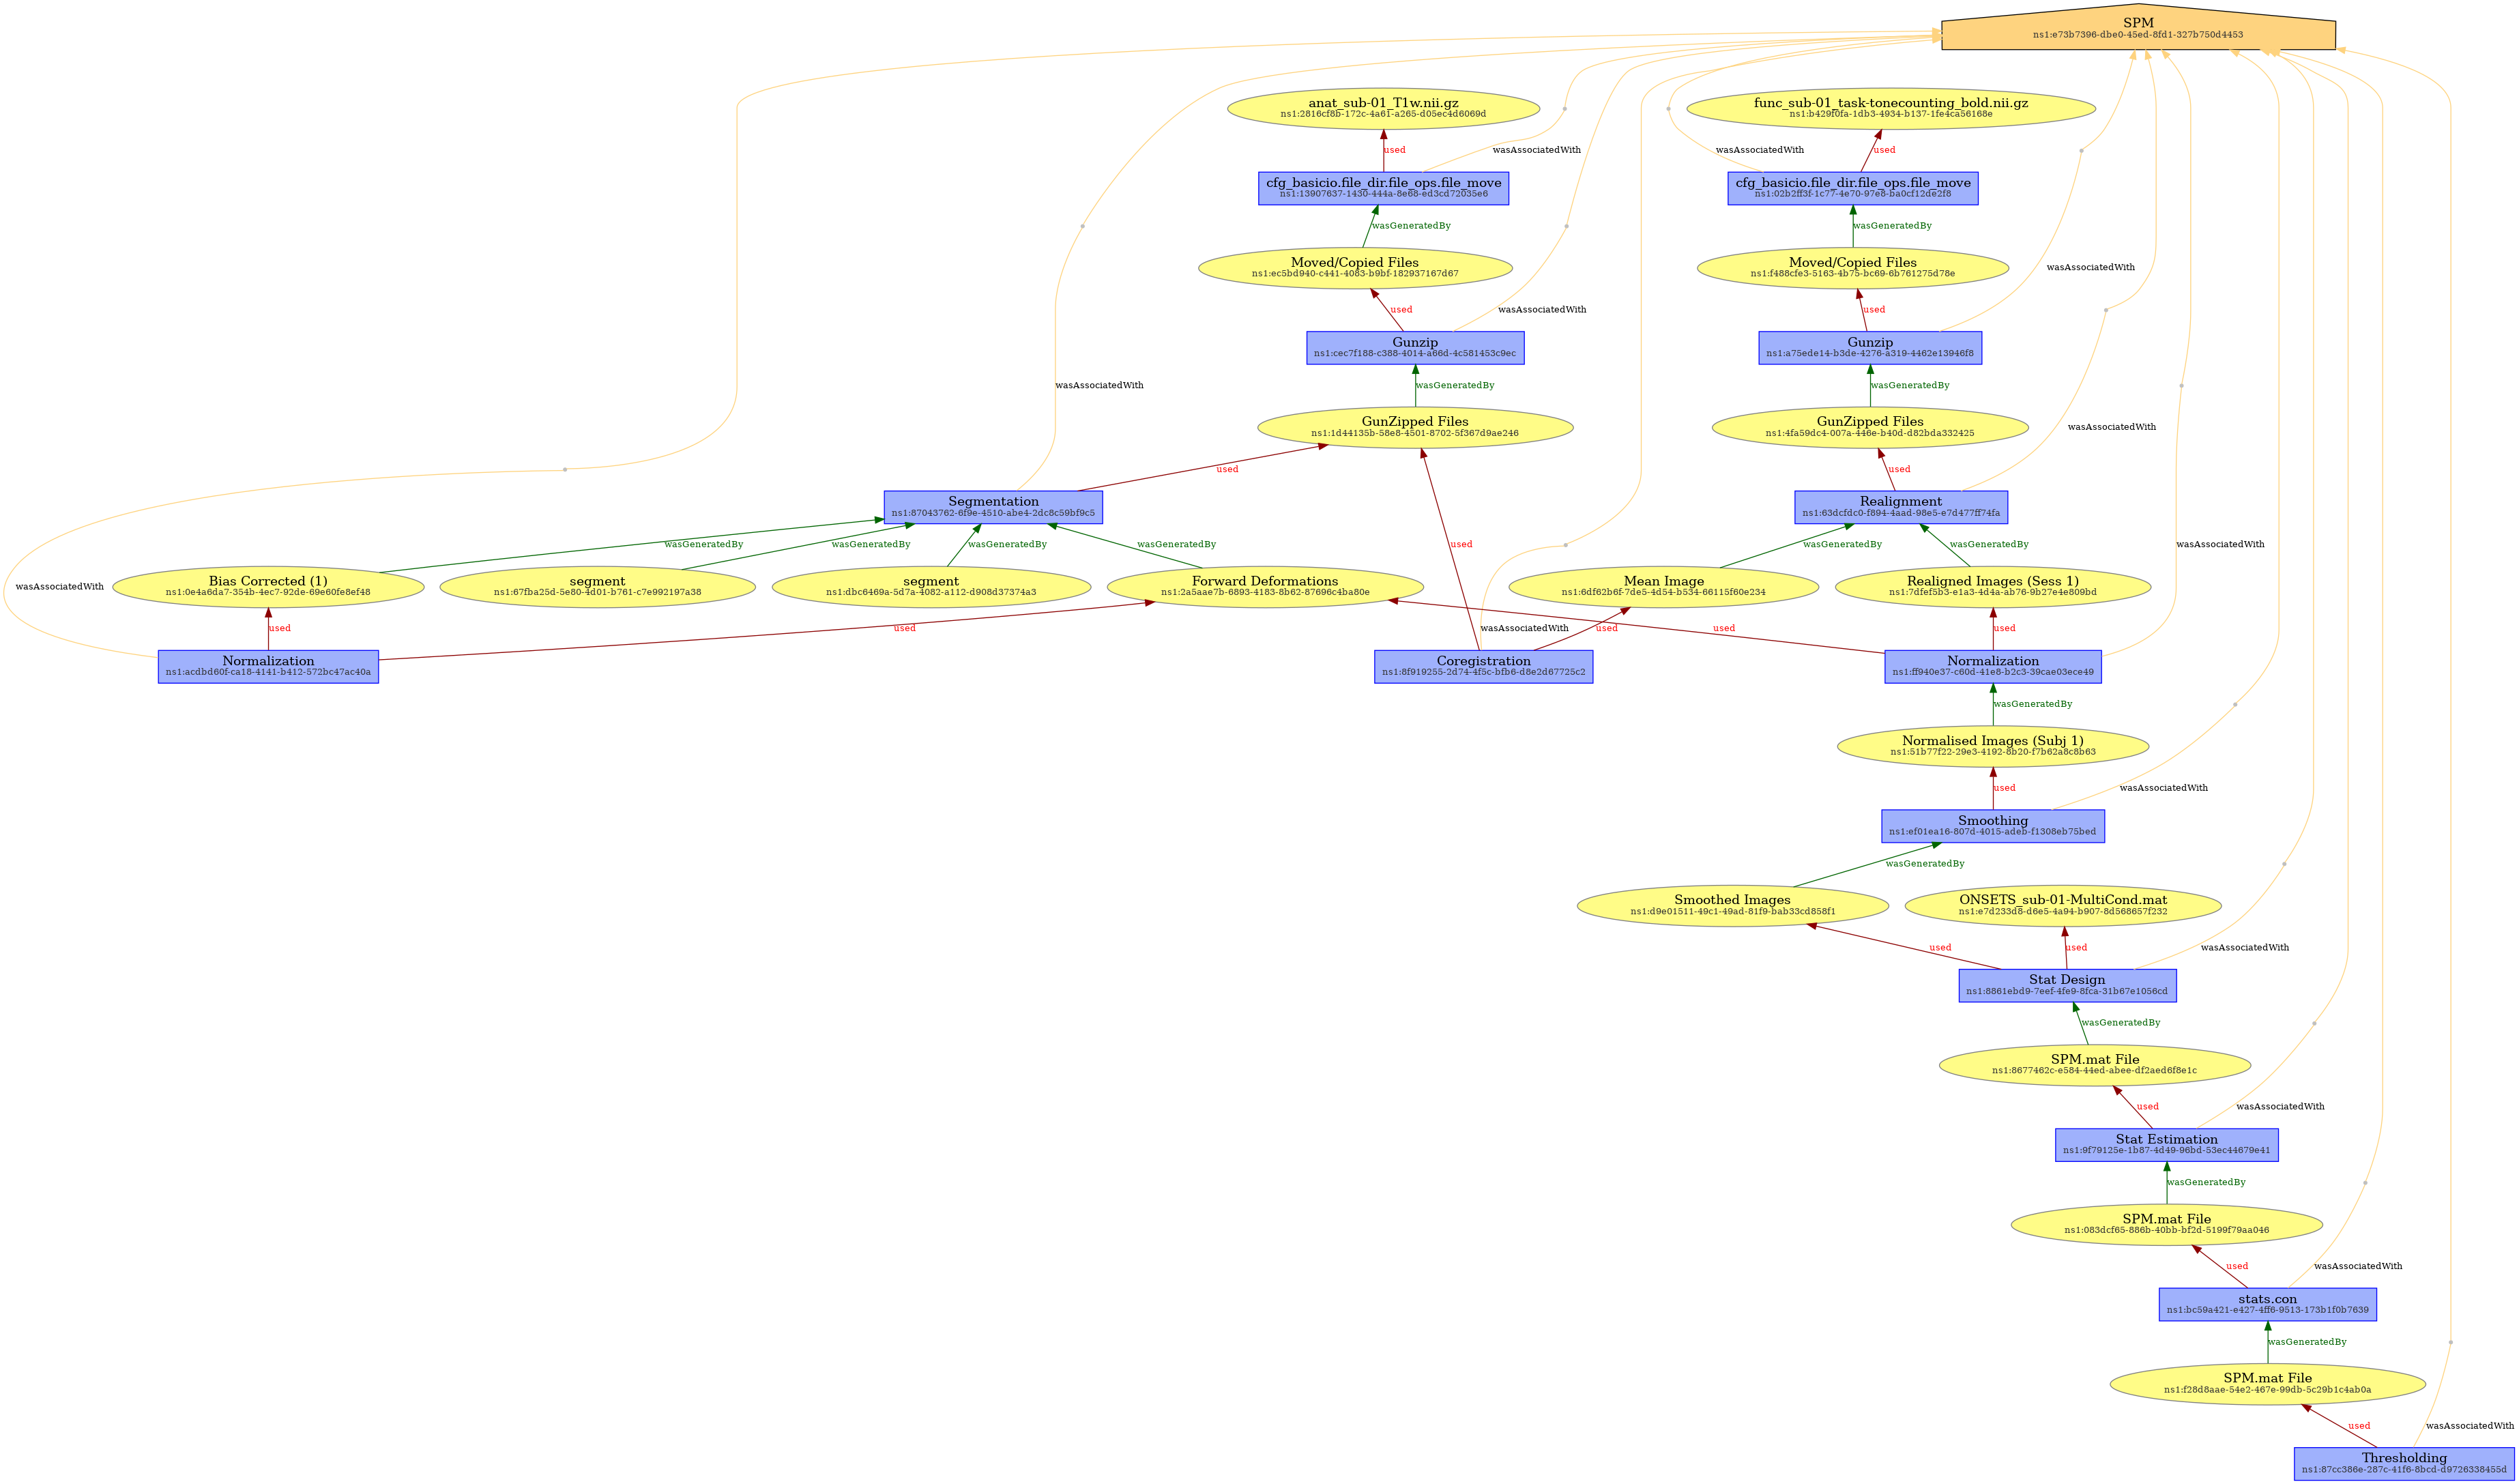 SPM
ns1:e73b7396-dbe0-45ed-8fd1-327b750d4453
anat_sub-01_T1w.nii.gz
ns1:2816cf8b-172c-4a61-a265-d05ec4d6069d
func_sub-01_task-tonecounting_bold.nii.gz
ns1:b429f0fa-1db3-4934-b137-1fe4ca56168e
used
wasAssociatedWith
wasAssociatedWith
used
cfg_basicio.file_dir.file_ops.file_move
ns1:13907637-1430-444a-8e68-ed3cd72035e6
cfg_basicio.file_dir.file_ops.file_move
ns1:02b2ff3f-1c77-4e70-97e8-ba0cf12de2f8
wasGeneratedBy
wasGeneratedBy
Moved/Copied Files
ns1:ec5bd940-c441-4083-b9bf-182937167d67
Moved/Copied Files
ns1:f488cfe3-5163-4b75-bc69-6b761275d78e
wasAssociatedWith
used
wasAssociatedWith
used
Gunzip
ns1:cec7f188-c388-4014-a66d-4c581453c9ec
Gunzip
ns1:a75ede14-b3de-4276-a319-4462e13946f8
wasAssociatedWith
wasGeneratedBy
wasGeneratedBy
GunZipped Files
ns1:1d44135b-58e8-4501-8702-5f367d9ae246
GunZipped Files
ns1:4fa59dc4-007a-446e-b40d-d82bda332425
wasAssociatedWith
used
used
Segmentation
ns1:87043762-6f9e-4510-abe4-2dc8c59bf9c5
Realignment
ns1:63dcfdc0-f894-4aad-98e5-e7d477ff74fa
wasGeneratedBy
wasGeneratedBy
wasGeneratedBy
wasGeneratedBy
used
wasGeneratedBy
wasGeneratedBy
wasAssociatedWith
wasAssociatedWith
Bias Corrected (1)
ns1:0e4a6da7-354b-4ec7-92de-69e60fe8ef48
segment
ns1:67fba25d-5e80-4d01-b761-c7e992197a38
segment
ns1:dbc6469a-5d7a-4082-a112-d908d37374a3
Forward Deformations
ns1:2a5aae7b-6893-4183-8b62-87696c4ba80e
Mean Image
ns1:6df62b6f-7de5-4d54-b534-66115f60e234
Realigned Images (Sess 1)
ns1:7dfef5b3-e1a3-4d4a-ab76-9b27e4e809bd
used
used
wasAssociatedWith
used
used
used
Normalization
ns1:acdbd60f-ca18-4141-b412-572bc47ac40a
Coregistration
ns1:8f919255-2d74-4f5c-bfb6-d8e2d67725c2
Normalization
ns1:ff940e37-c60d-41e8-b2c3-39cae03ece49
wasGeneratedBy
Normalised Images (Subj 1)
ns1:51b77f22-29e3-4192-8b20-f7b62a8c8b63
used
wasAssociatedWith
Smoothing
ns1:ef01ea16-807d-4015-adeb-f1308eb75bed
wasGeneratedBy
Smoothed Images
ns1:d9e01511-49c1-49ad-81f9-bab33cd858f1
ONSETS_sub-01-MultiCond.mat
ns1:e7d233d8-d6e5-4a94-b907-8d568657f232
used
used
wasAssociatedWith
Stat Design
ns1:8861ebd9-7eef-4fe9-8fca-31b67e1056cd
wasGeneratedBy
SPM.mat File
ns1:8677462c-e584-44ed-abee-df2aed6f8e1c
used
wasAssociatedWith
Stat Estimation
ns1:9f79125e-1b87-4d49-96bd-53ec44679e41
wasGeneratedBy
SPM.mat File
ns1:083dcf65-886b-40bb-bf2d-5199f79aa046
used
wasAssociatedWith
stats.con
ns1:bc59a421-e427-4ff6-9513-173b1f0b7639
wasGeneratedBy
SPM.mat File
ns1:f28d8aae-54e2-467e-99db-5c29b1c4ab0a
used
wasAssociatedWith
Thresholding
ns1:87cc386e-287c-41f6-8bcd-d9726338455d